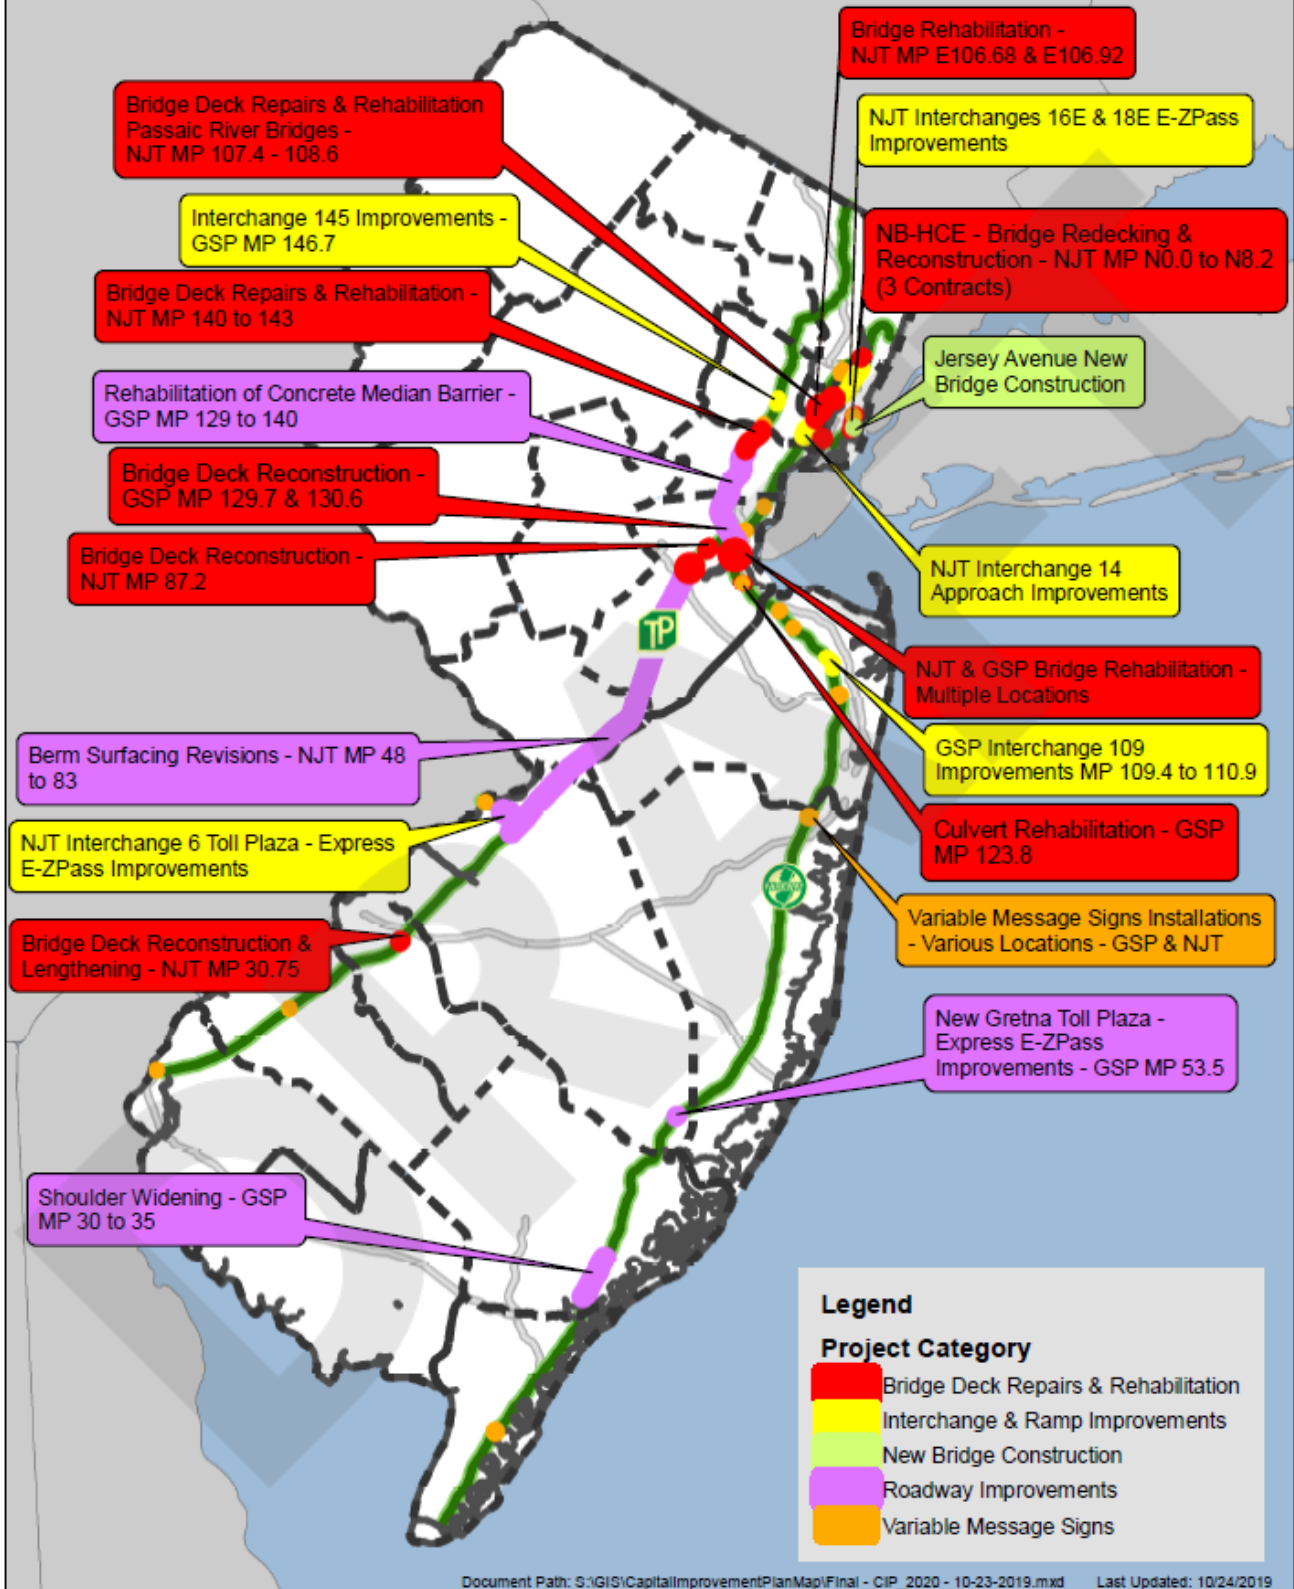 Bridge Rehabilitation -
NJT MP E106.68 & E106.92
Bridge Deck Repairs & Rehabilitation
Passaic River Bridges -
NJT MP 107.4 - 108.6
NJT Interchanges 16E & 18E E-ZPass
Improvements
Interchange 145 Improvements -
GSP MP 146.7
NB-HCE - Bridge Redecking &
Reconstruction - NJT MP N0.0 to N8.2
(3 Contracts)
Bridge Deck Repairs & Rehabilitation -
NJT MP 140 to 143
Jersey Avenue New
Bridge Construction
Rehabilitation of Concrete Median Barrier -
GSP MP 129 to 140
Bridge Deck Reconstruction -
GSP MP 129.7 & 130.6
Bridge Deck Reconstruction -
NJT MP 87.2
NJT Interchange 14
Approach Improvements
TP
NJT & GSP Bridge Rehabilitation -
Multiple Locations
Berm Surfacing Revisions - NJT MP 48
to 83
GSP Interchange 109
Improvements MP 109.4 to 110.9
NJT Interchange 6 Toll Plaza - Express
E-ZPass Improvements
Culvert Rehabilitation - GSP
MP 123.8
Bridge Deck Reconstruction &
Lengthening - NJT MP 30.75
Variable Message Signs Installations
- Various Locations - GSP & NJT
New Gretna Toll Plaza -
Express E-ZPass
Improvements - GSP MP 53.5
Shoulder Widening - GSP
MP 30 to 35
DRAFT
Legend
Project Category
Bridge Deck Repairs & Rehabilitation
Interchange & Ramp Improvements
New Bridge Construction
Roadway Improvements
Variable Message Signs
Document Path: S:\GIS\CapitalImprovementPlanMap\Final - CIP_2020 - 10-23-2019.mxd Last Updated: 10/24/2019